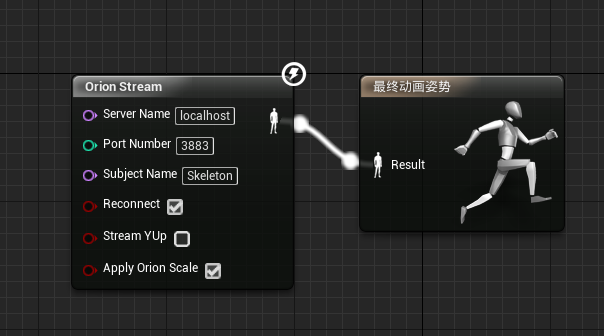 Orion Stream
Server Name localhost
Port Number 3883
Subject Name Skeleton
Reconnect
Stream YUp
Apply Orion Scale
最终动画姿势
Result